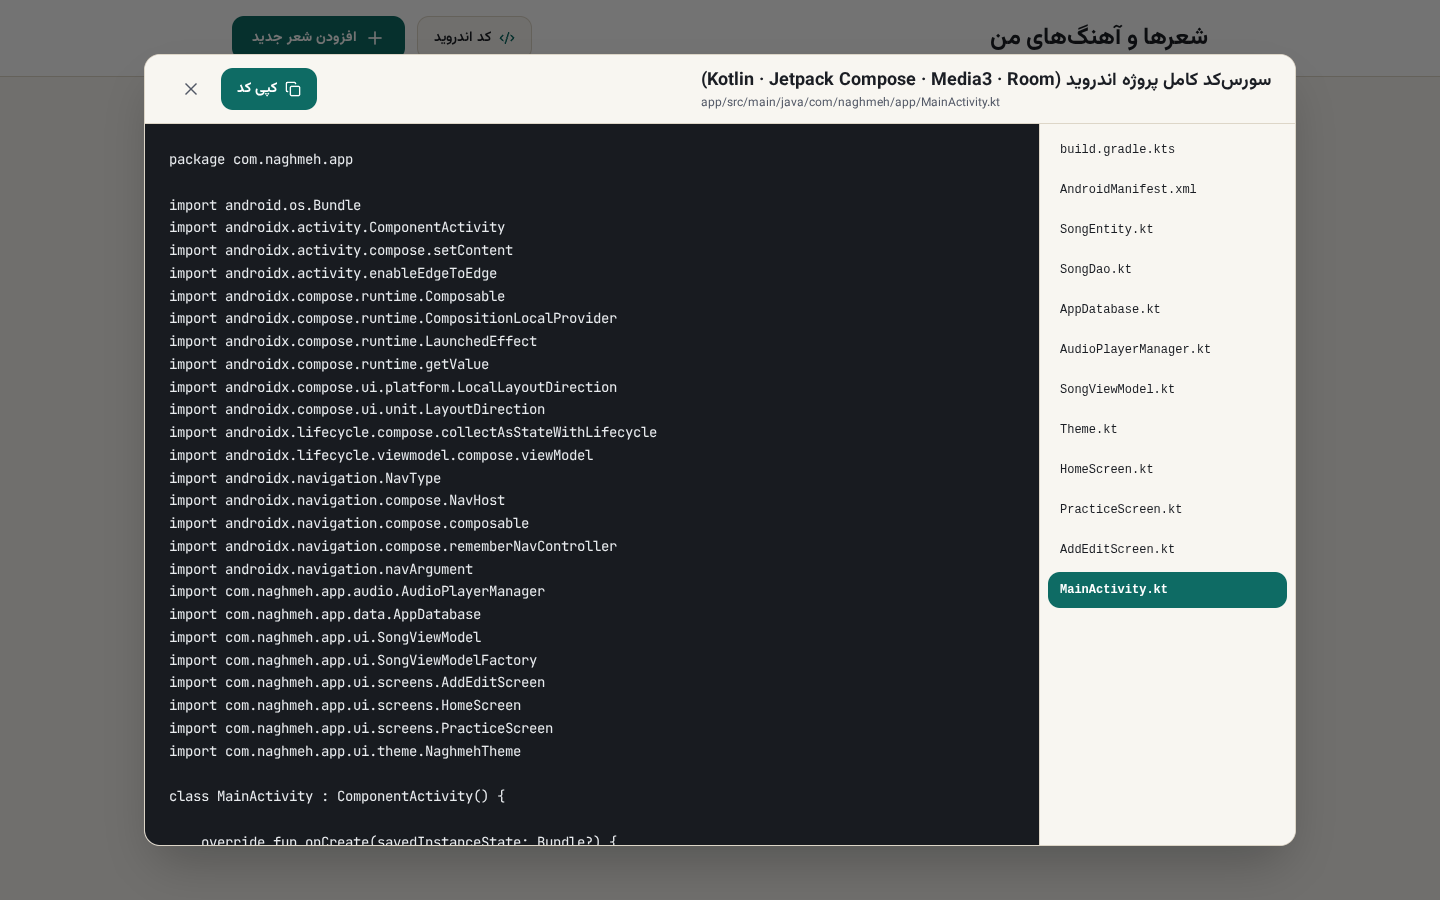 شعرها و آهنگ‌های من
کد اندروید
افزودن شعر جدید
سورس‌کد کامل پروژه اندروید (Kotlin · Jetpack Compose · Media3 · Room)
app/src/main/java/com/naghmeh/app/MainActivity.kt
کپی کد
build.gradle.kts
AndroidManifest.xml
SongEntity.kt
SongDao.kt
AppDatabase.kt
AudioPlayerManager.kt
SongViewModel.kt
Theme.kt
HomeScreen.kt
PracticeScreen.kt
AddEditScreen.kt
MainActivity.kt
package com.naghmeh.app
import android.os.Bundle
import androidx.activity.ComponentActivity
import androidx.activity.compose.setContent
import androidx.activity.enableEdgeToEdge
import androidx.compose.runtime.Composable
import androidx.compose.runtime.CompositionLocalProvider
import androidx.compose.runtime.LaunchedEffect
import androidx.compose.runtime.getValue
import androidx.compose.ui.platform.LocalLayoutDirection
import androidx.compose.ui.unit.LayoutDirection
import androidx.lifecycle.compose.collectAsStateWithLifecycle
import androidx.lifecycle.viewmodel.compose.viewModel
import androidx.navigation.NavType
import androidx.navigation.compose.NavHost
import androidx.navigation.compose.composable
import androidx.navigation.compose.rememberNavController
import androidx.navigation.navArgument
import com.naghmeh.app.audio.AudioPlayerManager
import com.naghmeh.app.data.AppDatabase
import com.naghmeh.app.ui.SongViewModel
import com.naghmeh.app.ui.SongViewModelFactory
import com.naghmeh.app.ui.screens.AddEditScreen
import com.naghmeh.app.ui.screens.HomeScreen
import com.naghmeh.app.ui.screens.PracticeScreen
import com.naghmeh.app.ui.theme.NaghmehTheme
class MainActivity : ComponentActivity() {
override fun onCreate(savedInstanceState: Bundle?) {